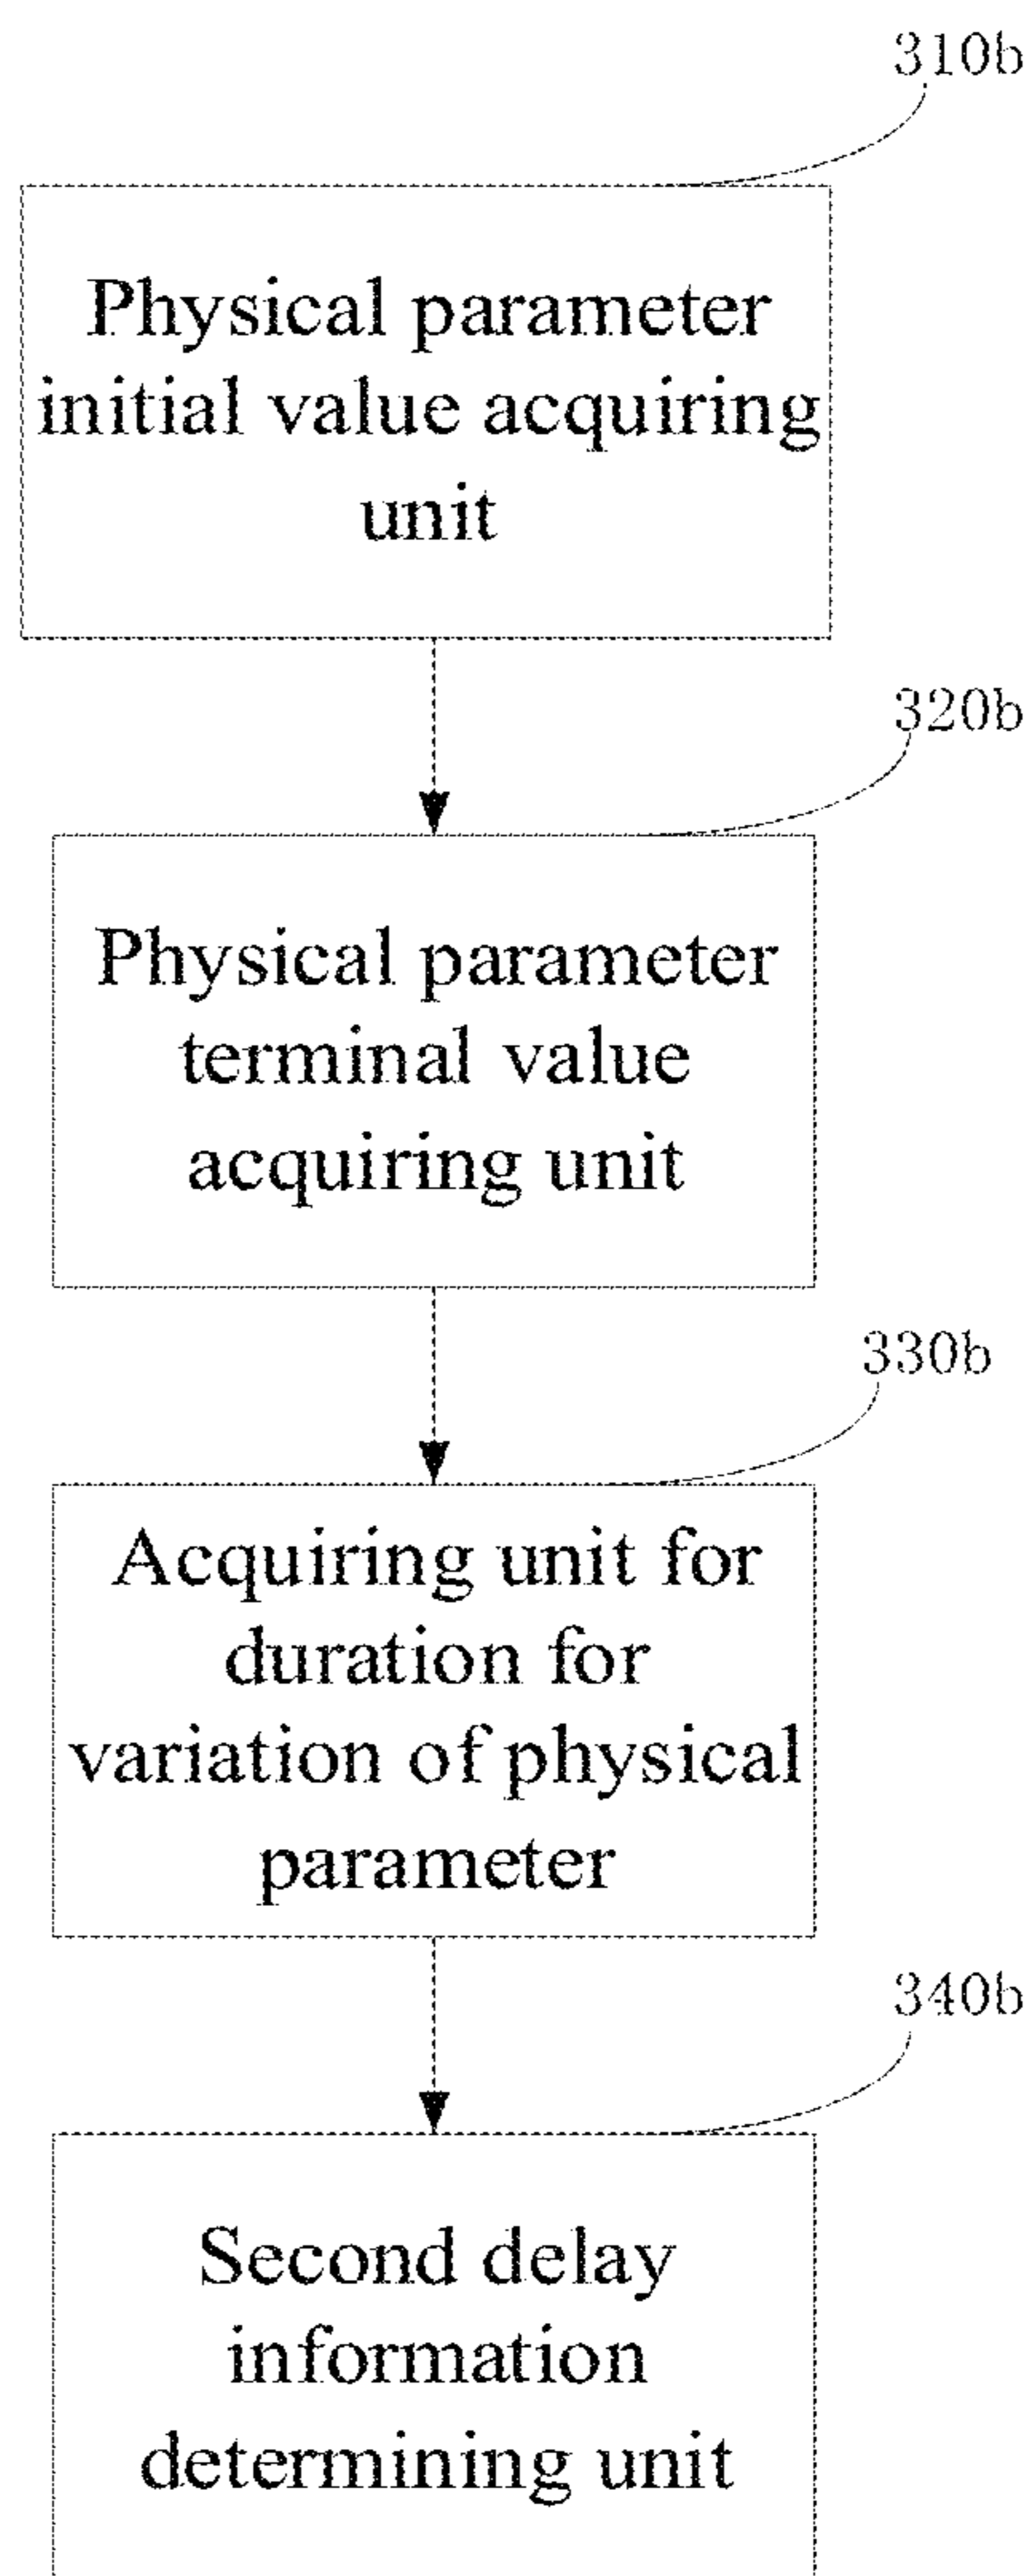 310b
Physical parameter
initial value acquiring
unit
320b
Physical parameter
terminal value
acquiring unit
330b
Acquiring unit for
duration for
variation of physical
parameter
340b
Second delay
information
determining unit